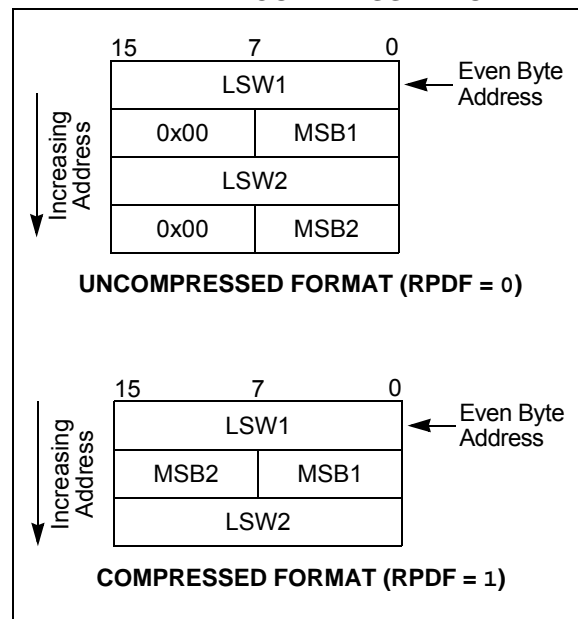 15 7 0
LSW1
Even Byte
Address
0x00 MSB1
LSW2
0x00 MSB2
Increasing
Address
UNCOMPRESSED FORMAT (RPDF = 0)
15 7 0
LSW1
Even Byte
Address
MSB2 MSB1
LSW2
Increasing
Address
COMPRESSED FORMAT (RPDF = 1)